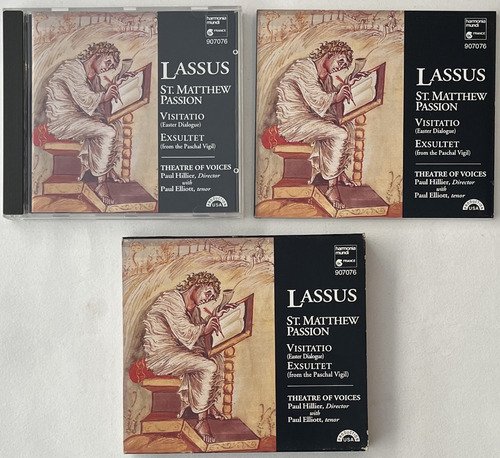 harmonia
mundi
FRANCE
907076
LASSUS
ST. MATTHEW
PASSION
VISITATIO
(Easter Dialogue)
EXSULTET
(from the Paschal Vigil)
THEATRE OF VOICES
Paul Hillier, Director
with
Paul Elliott, tenor
USA
harmonia
mundi
FRANCE
907076
LASSUS
ST. MATTHEW
PASSION
VISITATIO
(Easter Dialogue)
EXSULTET
(from the Paschal Vigil)
THEATRE OF VOICES
Paul Hillier, Director
with
Paul Elliott, tenor
USA
harmonia
mundi
FRANCE
907076
LASSUS
ST. MATTHEW
PASSION
VISITATIO
(Easter Dialogue)
EXSULTET
(from the Paschal Vigil)
THEATRE OF VOICES
Paul Hillier, Director
with
Paul Elliott, tenor
USA